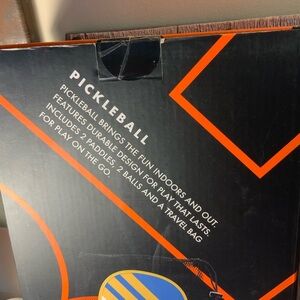 PICKLEBALL
PICKLEBALL BRINGS THE FUN INDOORS AND OUT.
FEATURES DURABLE DESIGN FOR PLAY THAT LASTS.
INCLUDES 2 PADDLES, 2 BALLS AND A TRAVEL BAG
FOR PLAY ON THE GO.